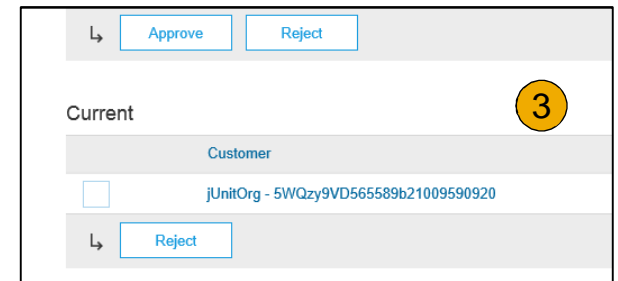 Approve Reject
Current
3
Customer
jUnitOrg - 5WQzy9VD565589b21009590920
Reject